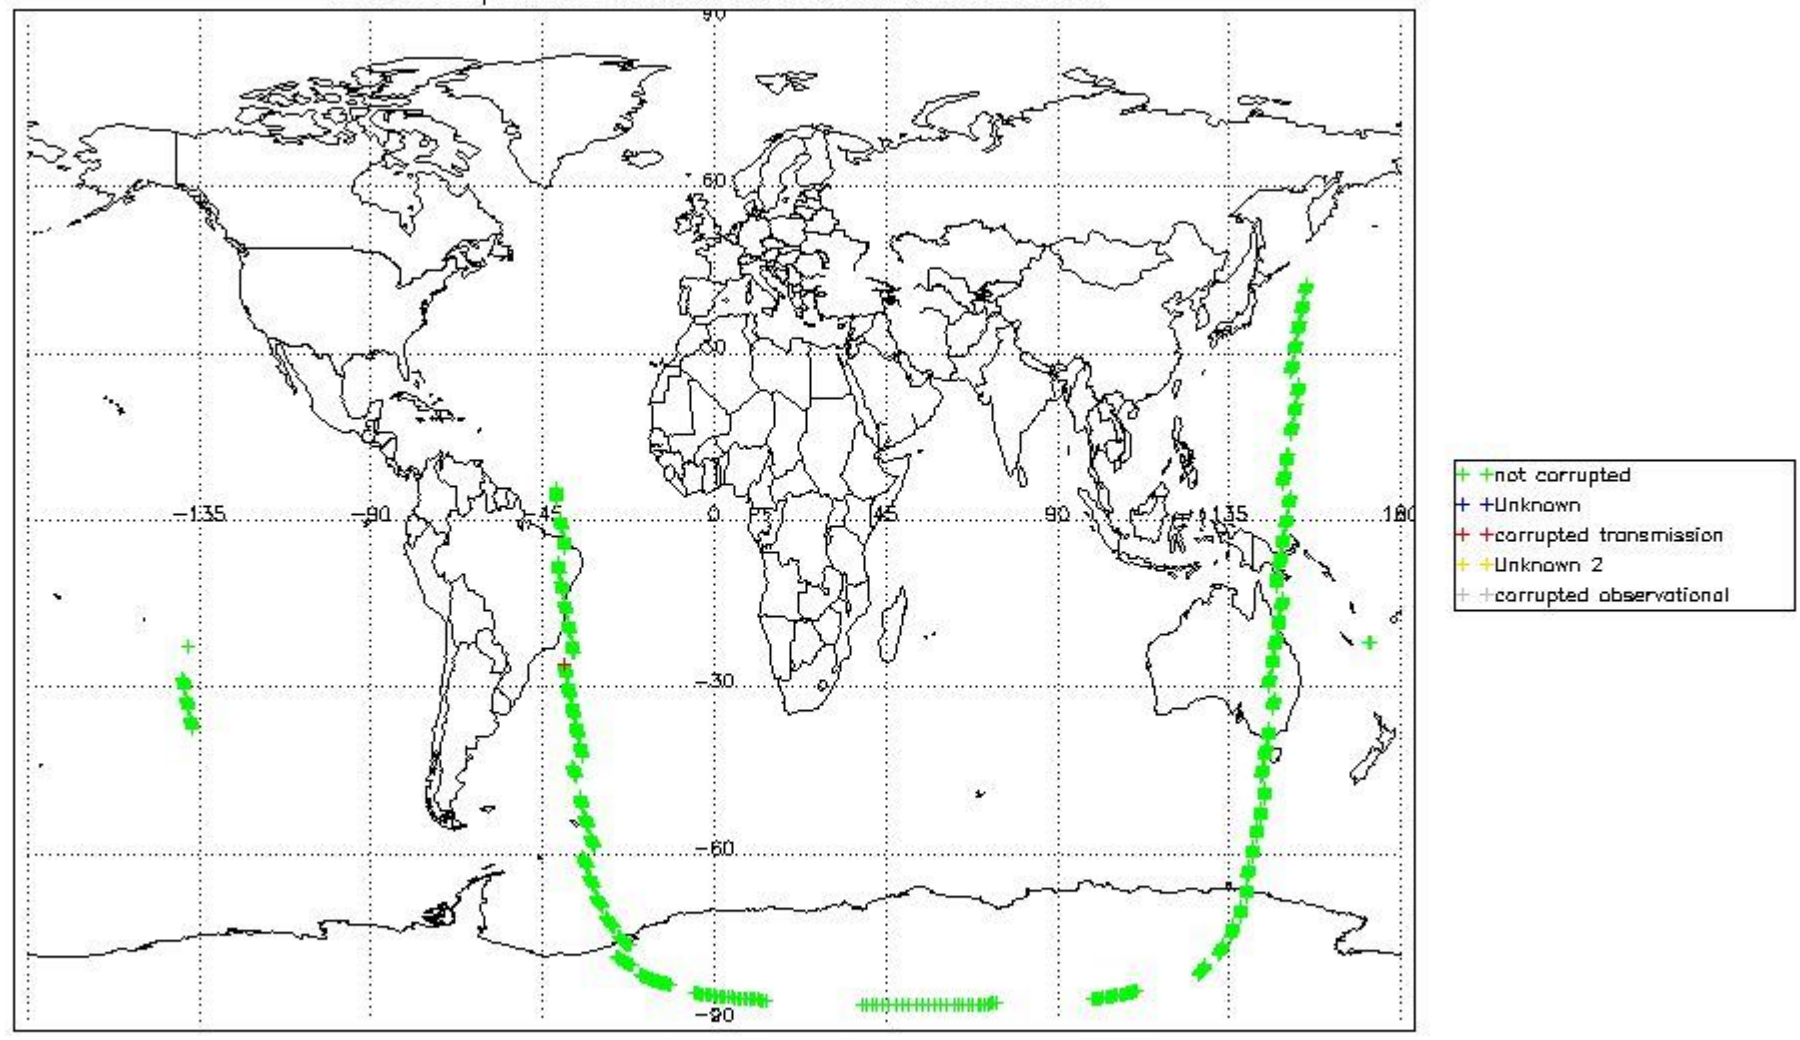 90
60
30
-135 -90 -45 0 45 90 135 180
-30
-60
-90
not corrupted
Unknown
corrupted transmission
Unknown 2
corrupted observational